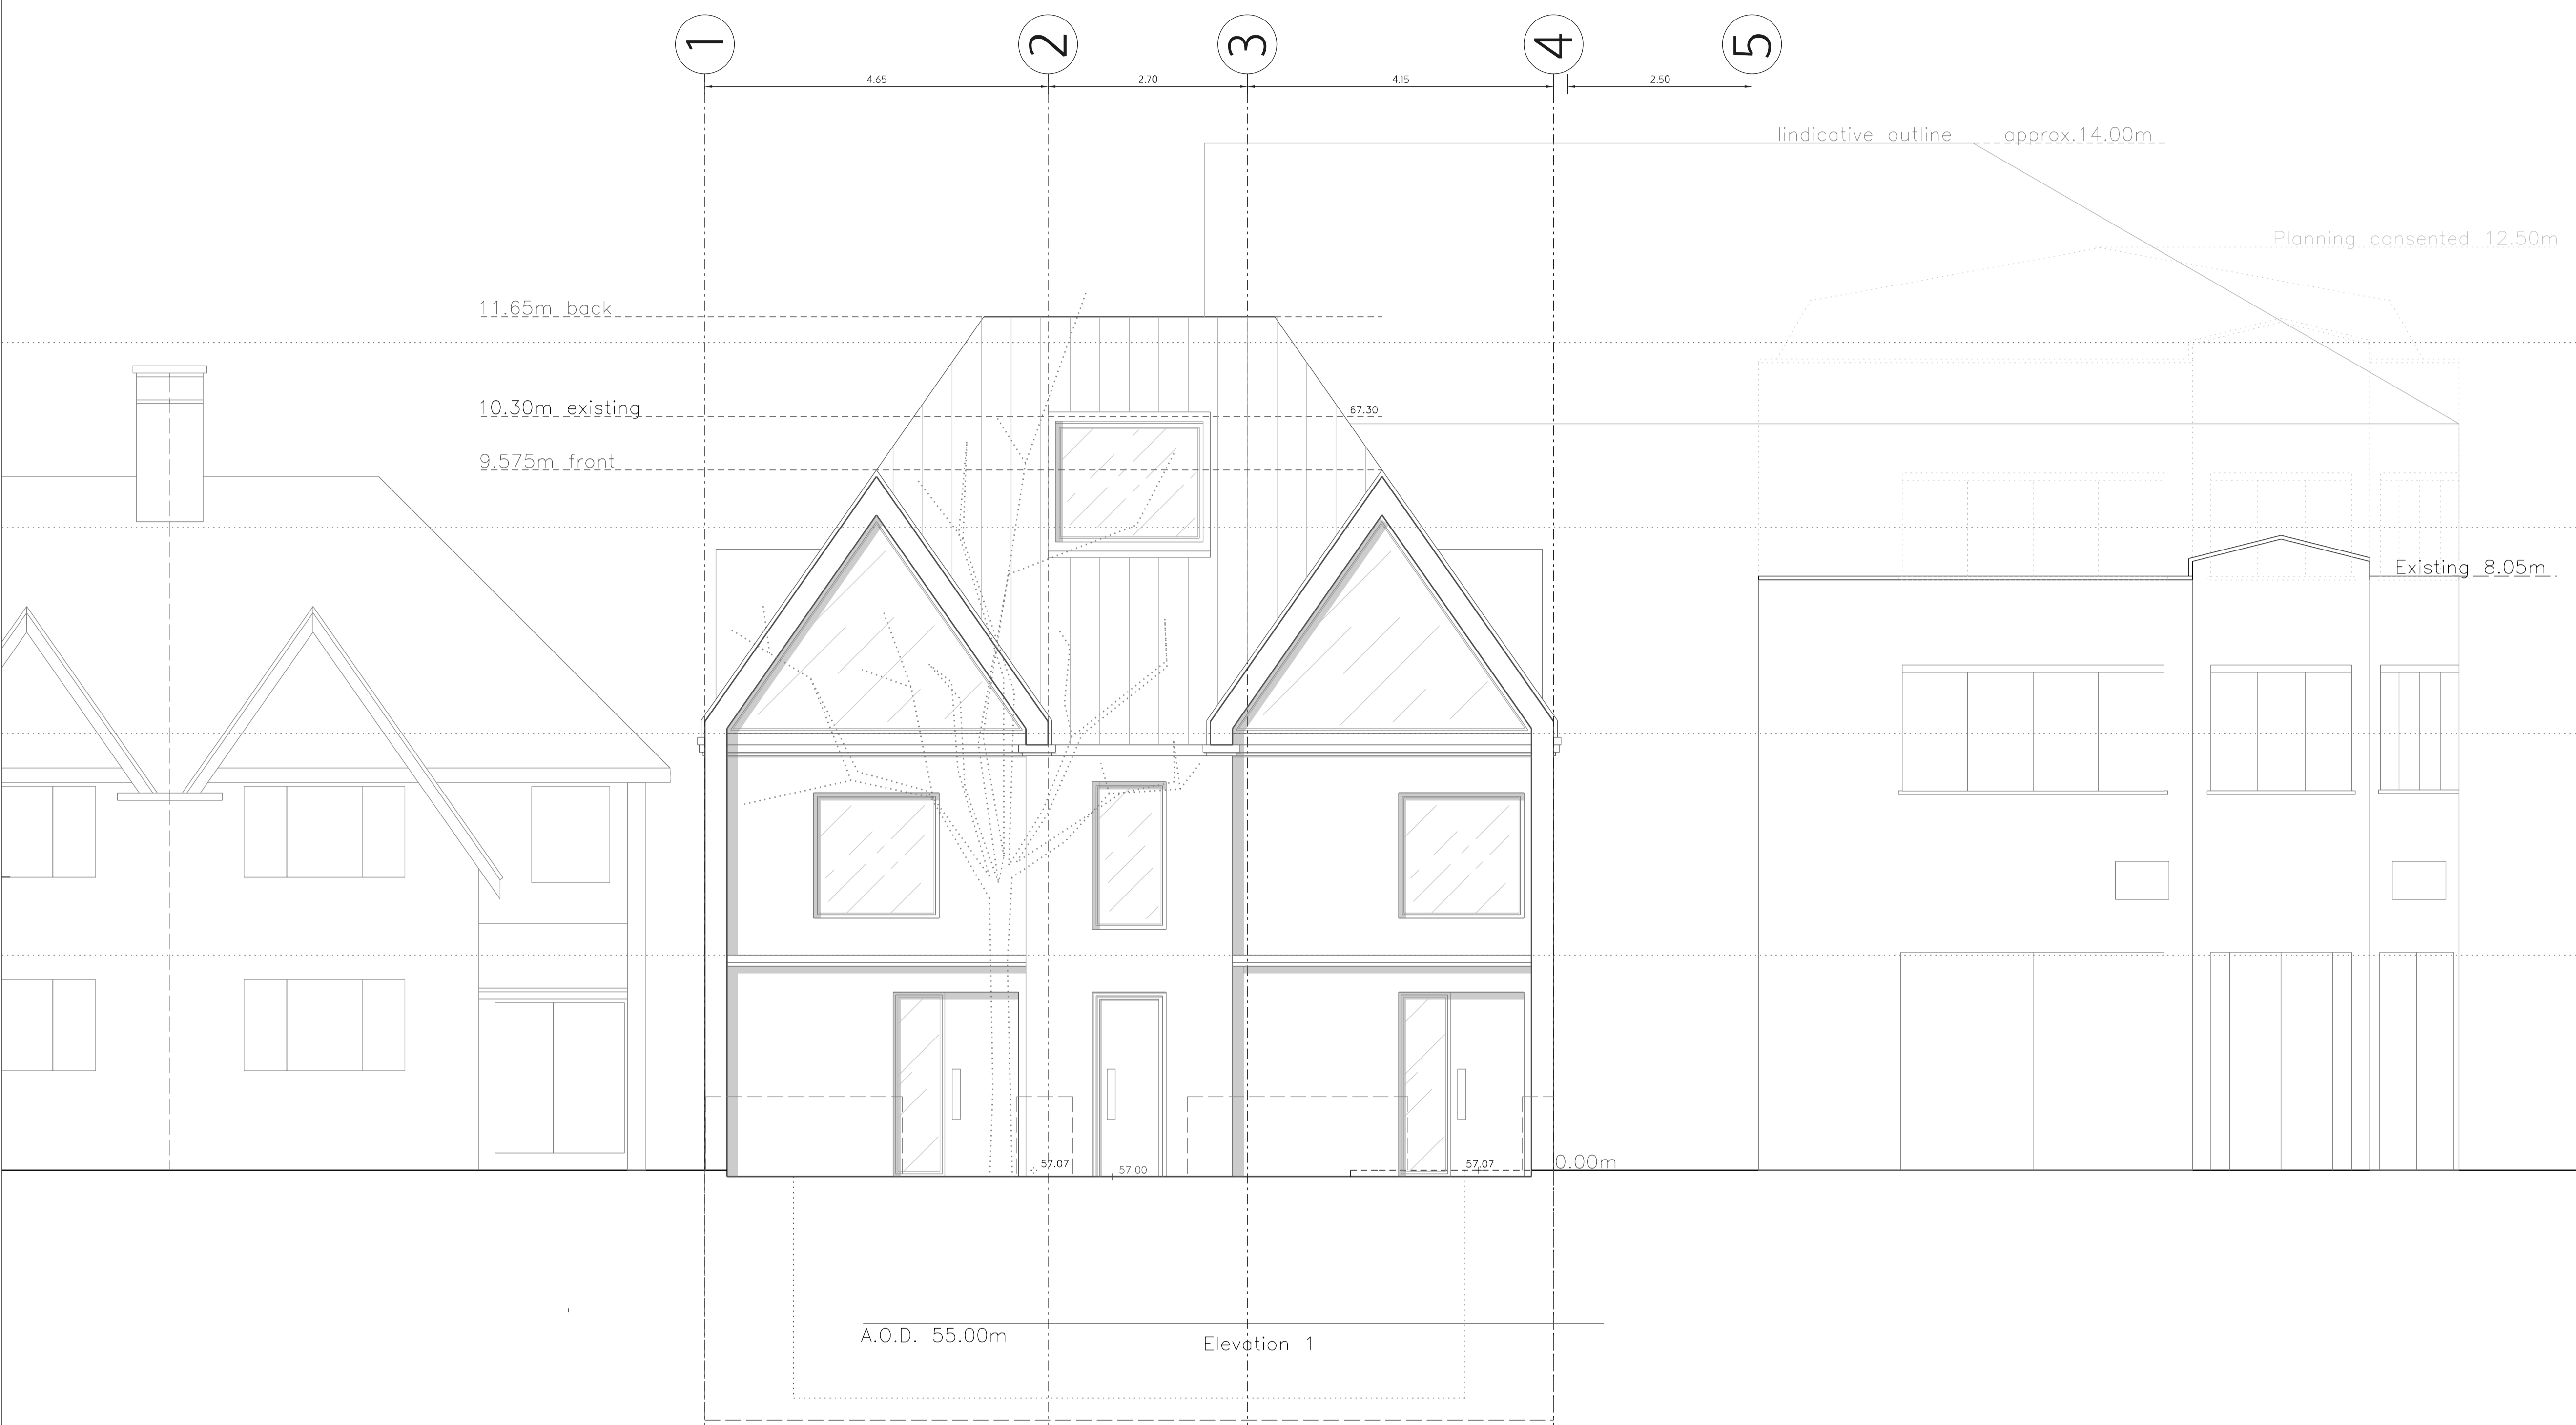 1
2
3
4
5
4.65
2.70
4.15
2.50
Iindicative outline approx.14.00m
Planning consented 12.50m
11.65m back
10.30m existing
67.30
9.575m front
Existing 8.05m
57.07
57.00
57.07
0.00m
A.O.D. 55.00m
Elevation 1